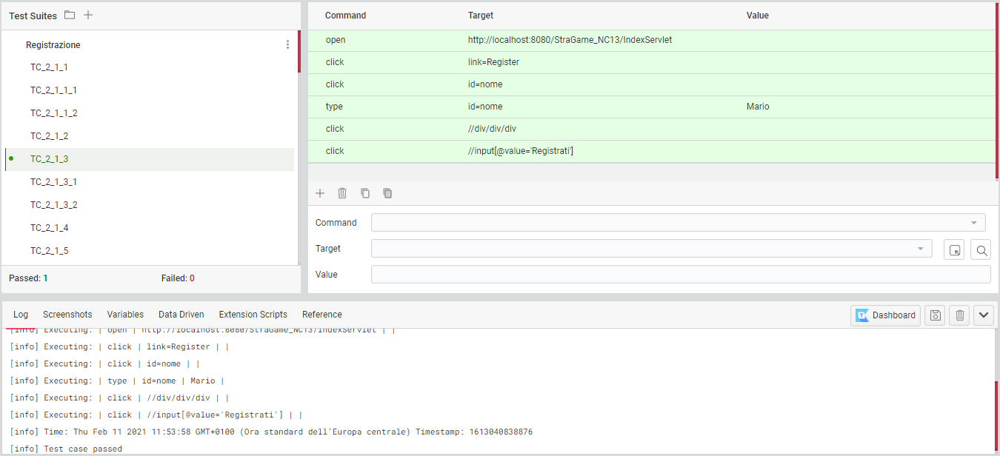 Test Suites
Registrazione
TC_2_1_1
TC_2_1_1_1
TC_2_1_1_2
TC_2_1_2
TC_2_1_3
TC_2_1_3_1
TC_2_1_3_2
TC_2_1_4
TC_2_1_5
Passed: 1 Failed: 0
Command Target Value
open http://localhost:8080/StraGame_NC13/IndexServlet
click link=Register
click id=nome
type id=nome Mario
click //div/div/div
click //input[@value='Registrati']
Command
Target
Value
Log Screenshots Variables Data Driven Extension Scripts Reference Dashboard
[info] Executing: | open | http://localhost:8080/StraGame_NC13/IndexServlet | |
[info] Executing: | click | link=Register | |
[info] Executing: | click | id=nome | |
[info] Executing: | type | id=nome | Mario |
[info] Executing: | click | //div/div/div | |
[info] Executing: | click | //input[@value='Registrati'] | |
[info] Time: Thu Feb 11 2021 11:53:58 GMT+0100 (Ora standard dell'Europa centrale) Timestamp: 1613040838876
[info] Test case passed